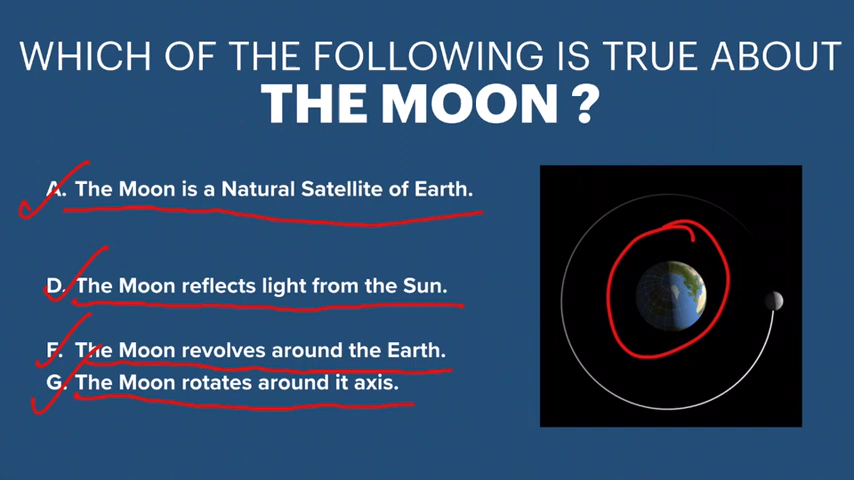 WHICH OF THE FOLLOWING IS TRUE ABOUT
THE MOON ?
A. The Moon is a Natural Satellite of Earth.
D. The Moon reflects light from the Sun.
F. The Moon revolves around the Earth.
G. The Moon rotates around it axis.